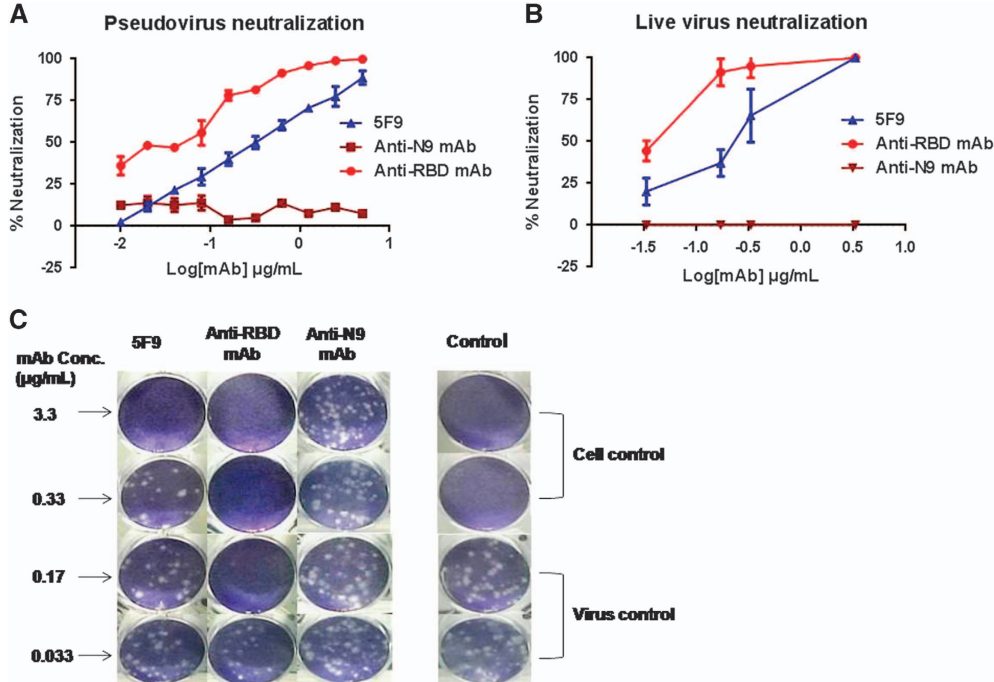 A
Pseudovirus neutralization
% Neutralization
100
75
50
25
0
-25
-2
-1
0
1
Log[mAb] µg/mL
5F9
Anti-N9 mAb
Anti-RBD mAb
B
Live virus neutralization
% Neutralization
100
75
50
25
0
-25
-1.5
-1.0
-0.5
0.0
0.5
1.0
Log[mAb] µg/mL
5F9
Anti-RBD mAb
Anti-N9 mAb
C
mAb Conc.
(µg/mL)
5F9
Anti-RBD
mAb
Anti-N9
mAb
Control
3.3
0.33
0.17
0.033
Cell control
Virus control